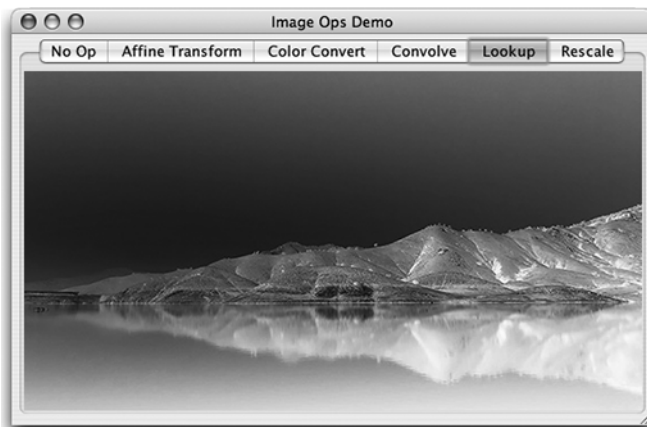 Image Ops Demo
No Op Affine Transform Color Convert Convolve Lookup Rescale